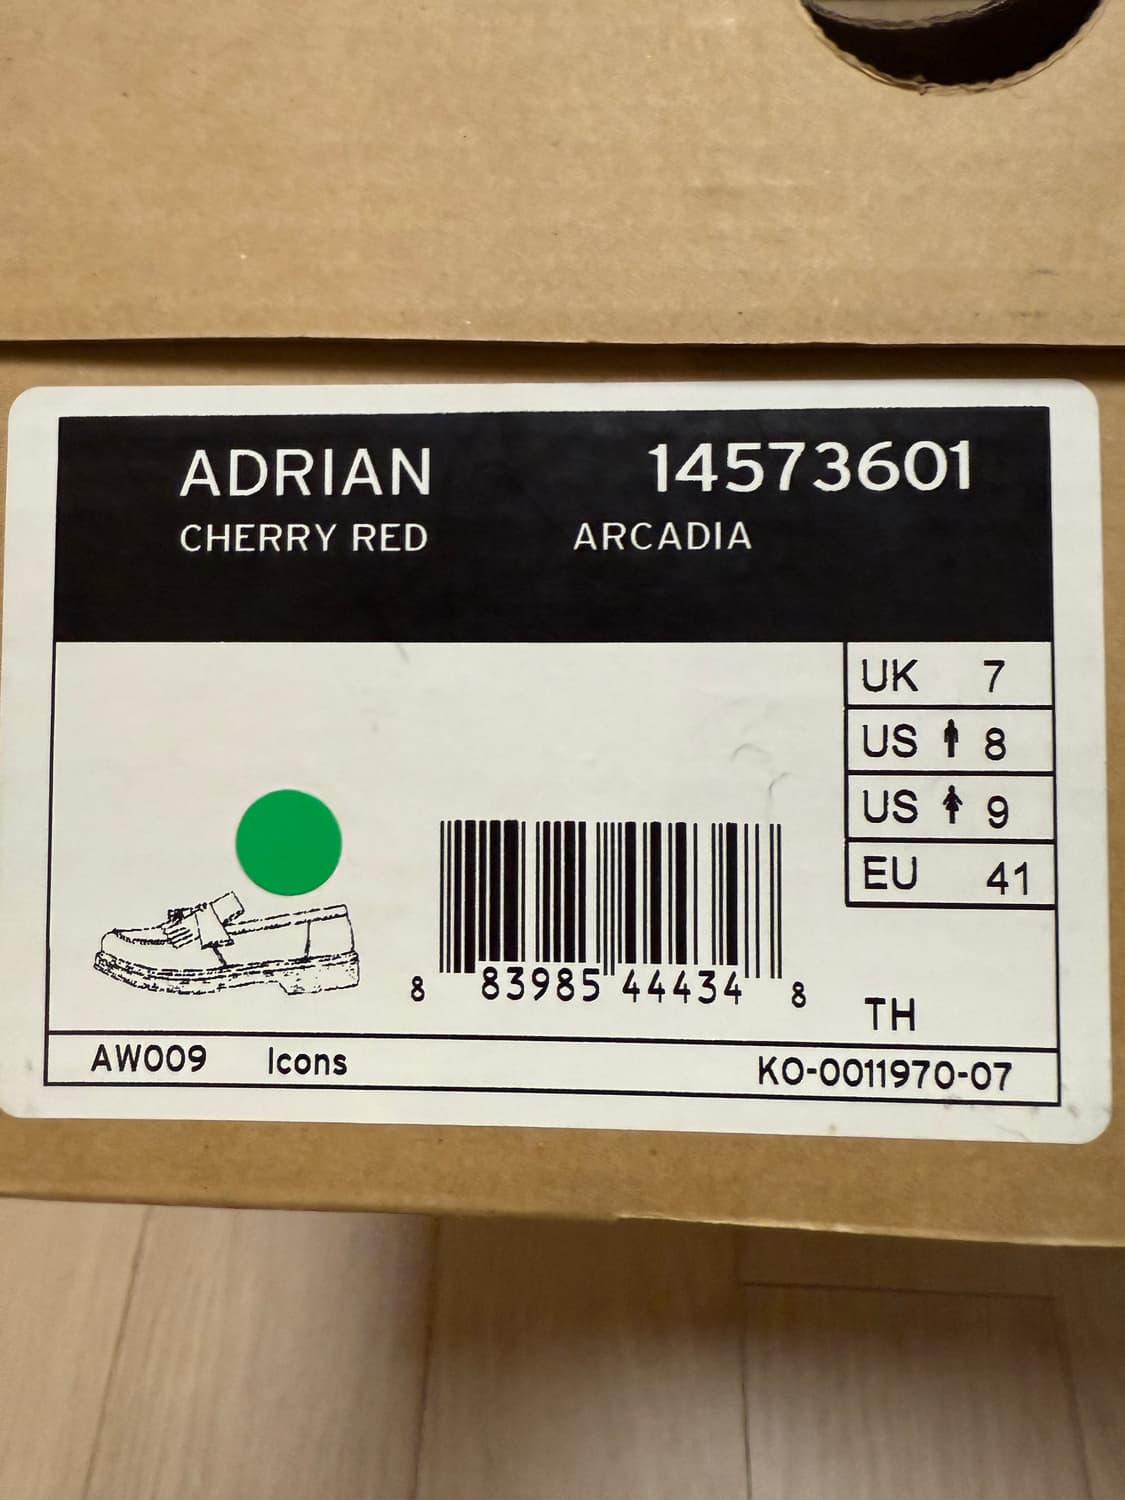 ADRIAN 14573601
CHERRY RED ARCADIA
UK 7
US 8
US 9
EU 41
8 83985 44434 8
TH
AW009 Icons KO-0011970-07